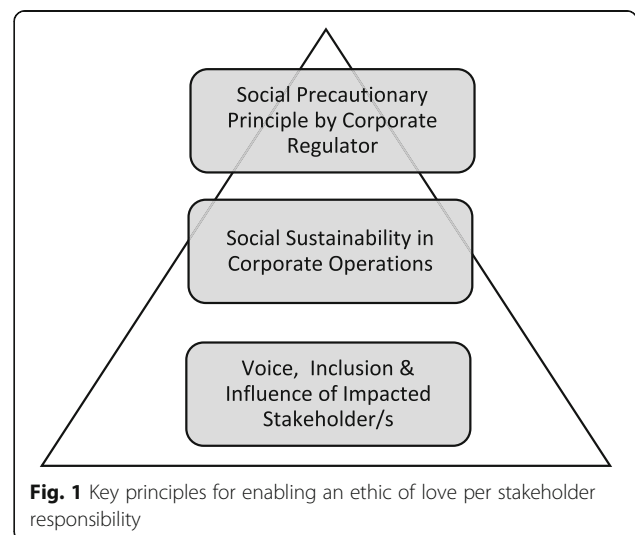 Social Precautionary
Principle by Corporate
Regulator
Social Sustainability in
Corporate Operations
Voice, Inclusion &
Influence of Impacted
Stakeholder/s
Fig. 1 Key principles for enabling an ethic of love per stakeholder
responsibility